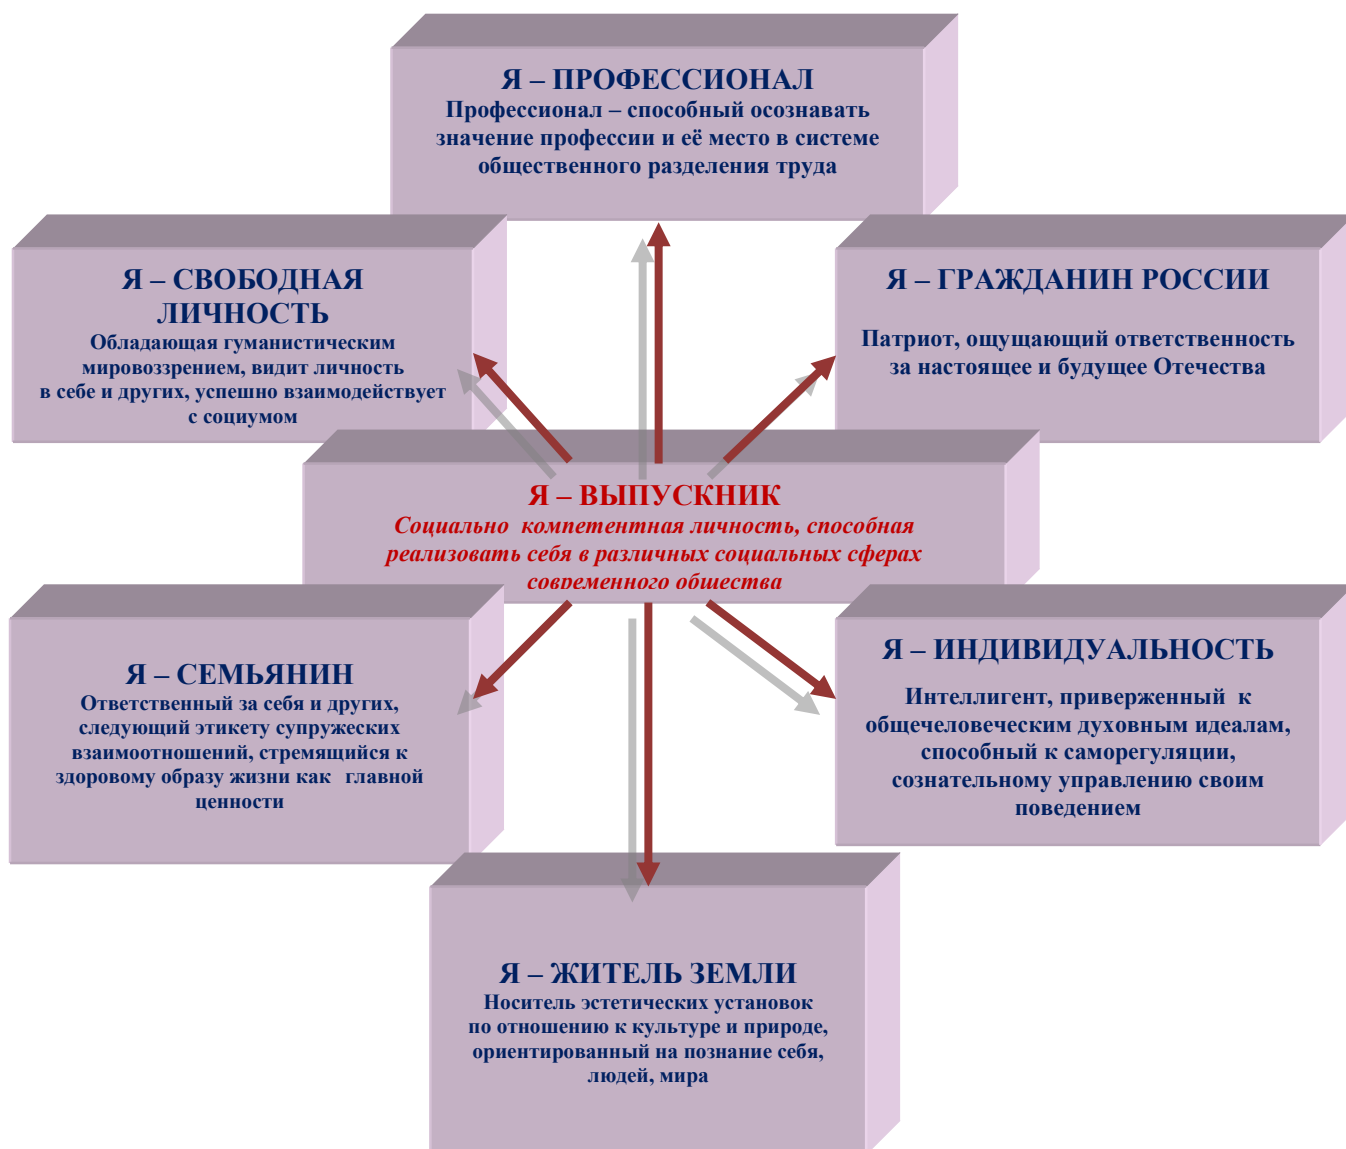 Я – ПРОФЕССИОНАЛ
Профессионал – способный осознавать
значение профессии и её место в системе
общественного разделения труда
Я – СВОБОДНАЯ
ЛИЧНОСТЬ
Обладающая гуманистическим
мировоззрением, видит личность
в себе и других, успешно взаимодействует
с социумом
Я – ГРАЖДАНИН РОССИИ
Патриот, ощущающий ответственность
за настоящее и будущее Отечества
Я – ВЫПУСКНИК
Социально компетентная личность, способная
реализовать себя в различных социальных сферах
современного общества
Я – СЕМЬЯНИН
Ответственный за себя и других,
следующий этикету супружеских
взаимоотношений, стремящийся к
здоровому образу жизни как главной
ценности
Я – ИНДИВИДУАЛЬНОСТЬ
Интеллигент, приверженный к
общечеловеческим духовным идеалам,
способный к саморегуляции,
сознательному управлению своим
поведением
Я – ЖИТЕЛЬ ЗЕМЛИ
Носитель эстетических установок
по отношению к культуре и природе,
ориентированный на познание себя,
людей, мира